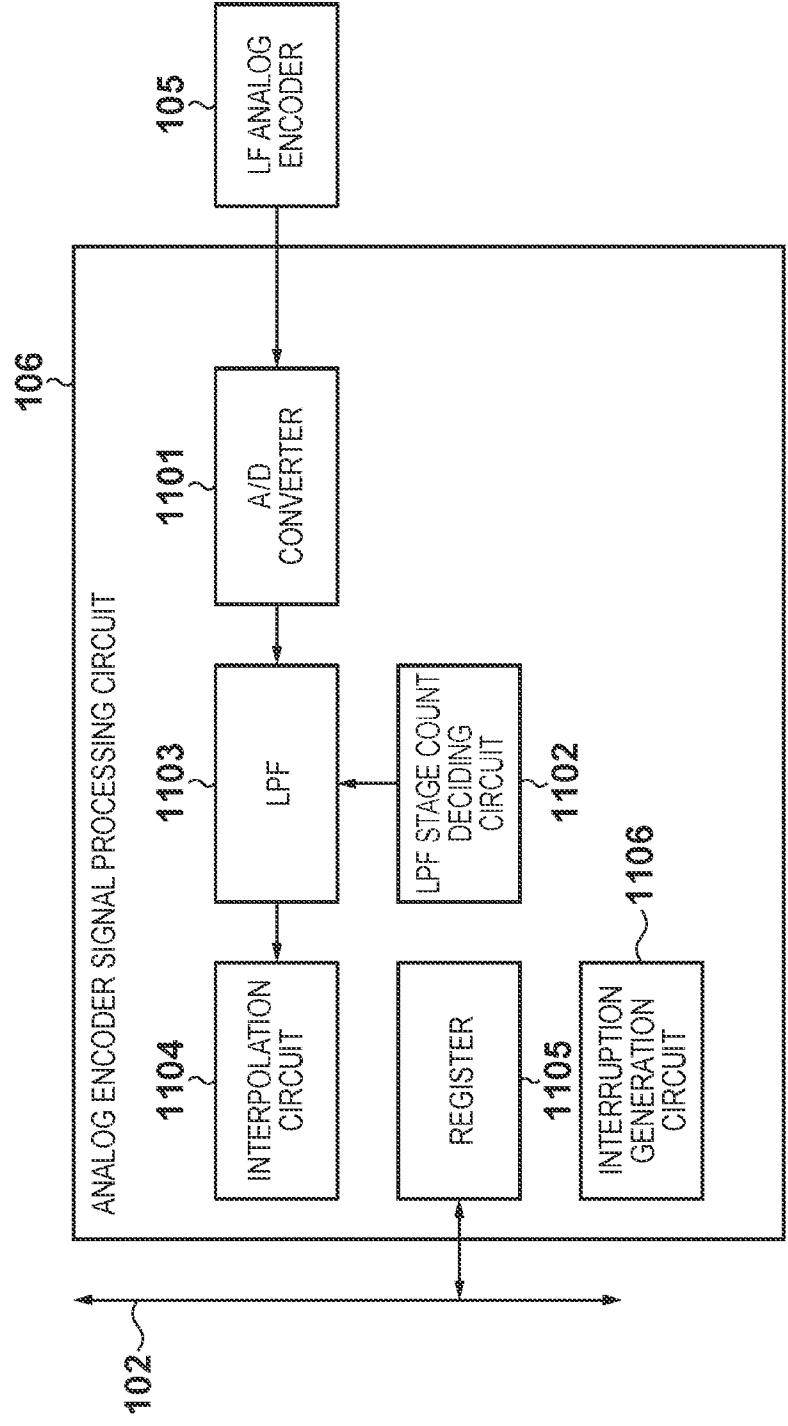 106
ANALOG ENCODER SIGNAL PROCESSING CIRCUIT
102
1104
INTERPOLATION
CIRCUIT
1103
LPF
1101
A/D
CONVERTER
105
LF ANALOG
ENCODER
REGISTER
1105
LPF STAGE COUNT
DECIDING
CIRCUIT
1102
INTERRUPTION
GENERATION
CIRCUIT
1106